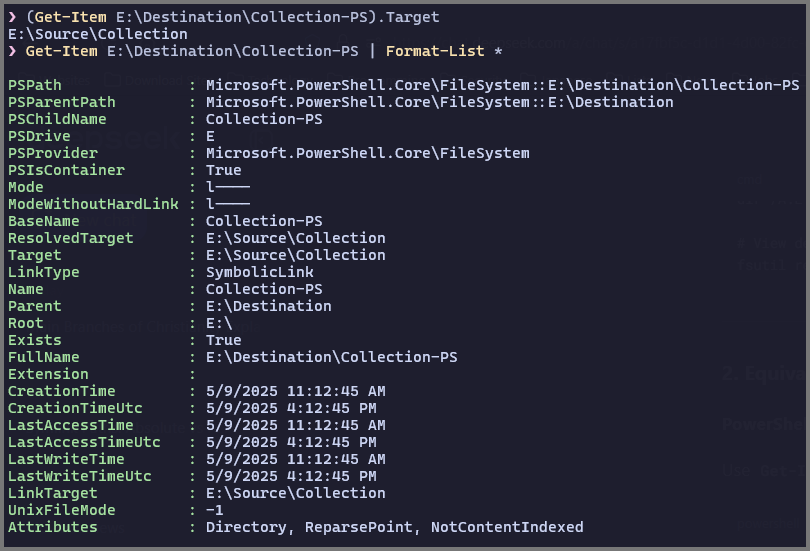 ❯ (Get-Item E:\Destination\Collection-PS).Target
E:\Source\Collection
❯ Get-Item E:\Destination\Collection-PS | Format-List *
PSPath              : Microsoft.PowerShell.Core\FileSystem::E:\Destination\Collection-PS
PSParentPath        : Microsoft.PowerShell.Core\FileSystem::E:\Destination
PSChildName         : Collection-PS
PSDrive             : E
PSProvider          : Microsoft.PowerShell.Core\FileSystem
PSIsContainer       : True
Mode                : l----
ModeWithoutHardLink : l----
BaseName            : Collection-PS
ResolvedTarget      : E:\Source\Collection
Target              : E:\Source\Collection
LinkType            : SymbolicLink
Name                : Collection-PS
Parent              : E:\Destination
Root                : E:\
Exists              : True
FullName            : E:\Destination\Collection-PS
Extension           :
CreationTime        : 5/9/2025 11:12:45 AM
CreationTimeUtc     : 5/9/2025 4:12:45 PM
LastAccessTime      : 5/9/2025 11:12:45 AM
LastAccessTimeUtc   : 5/9/2025 4:12:45 PM
LastWriteTime       : 5/9/2025 11:12:45 AM
LastWriteTimeUtc    : 5/9/2025 4:12:45 PM
LinkTarget          : E:\Source\Collection
UnixFileMode        : -1
Attributes          : Directory, ReparsePoint, NotContentIndexed